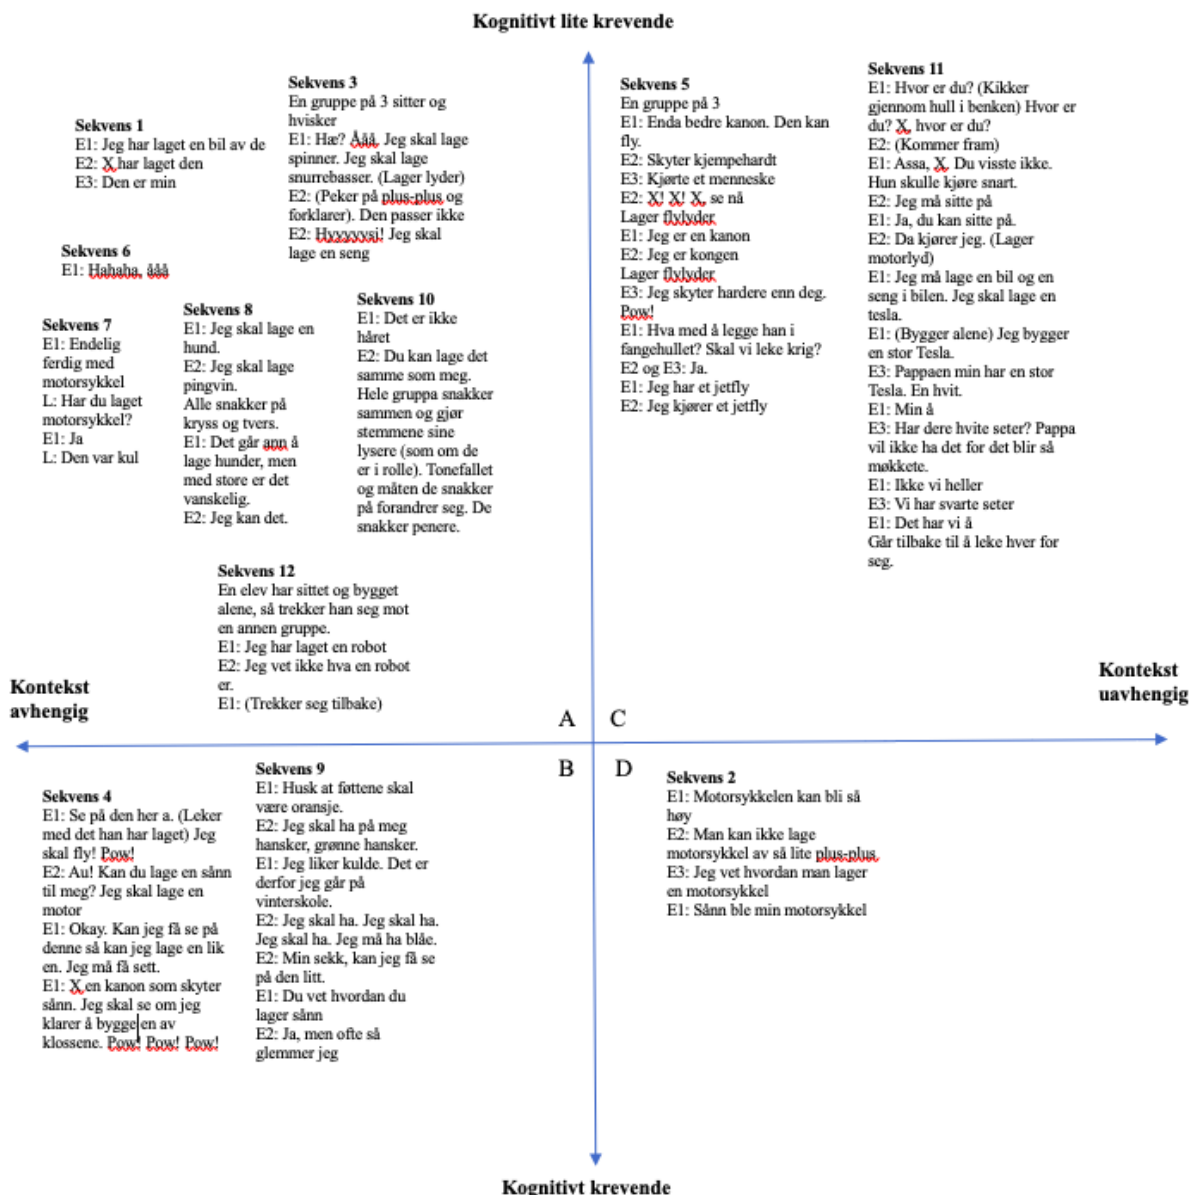 Kognitivt lite krevende
Sekvens 1
E1: Jeg har laget en bil av de
E2: X har laget den
E3: Den er min
Sekvens 3
En gruppe på 3 sitter og
hvisker
E1: Hæ? Ååå. Jeg skal lage
spinner. Jeg skal lage
snurrebasser. (Lager lyder)
E2: (Peker på plus-plus og
forklarer). Den passer ikke
E2: Hyyyyysj! Jeg skal
lage en seng
Sekvens 6
E1: Hahaha, ååå
Sekvens 7
E1: Endelig
ferdig med
motorsykkel
L: Har du laget
motorsykkel?
E1: Ja
L: Den var kul
Sekvens 8
E1: Jeg skal lage en
hund.
E2: Jeg skal lage
pingvin.
Alle snakker på
kryss og tvers.
E1: Det går ann å
lage hunder, men
med store er det
vanskelig.
E2: Jeg kan det.
Sekvens 10
E1: Det er ikke
håret
E2: Du kan lage det
samme som meg.
Hele gruppa snakker
sammen og gjør
stemmene sine
lysere (som om de
er i rolle). Tonefallet
og måten de snakker
på forandrer seg. De
snakker penere.
Sekvens 12
En elev har sittet og bygget
alene, så trekker han seg mot
en annen gruppe.
E1: Jeg har laget en robot
E2: Jeg vet ikke hva en robot
er.
E1: (Trekker seg tilbake)
Sekvens 5
En gruppe på 3
E1: Enda bedre kanon. Den kan
fly.
E2: Skyter kjempehardt
E3: Kjørte et menneske
E2: X! X! X, se nå
Lager flylyder
E1: Jeg er en kanon
E2: Jeg er kongen
Lager flylyder
E3: Jeg skyter hardere enn deg.
Pow!
E1: Hva med å legge han i
fangehullet? Skal vi leke krig?
E2 og E3: Ja.
E1: Jeg har et jetfly
E2: Jeg kjører et jetfly
Sekvens 11
E1: Hvor er du? (Kikker
gjennom hull i benken) Hvor er
du? X, hvor er du?
E2: (Kommer fram)
E1: Assa, X. Du visste ikke.
Hun skulle kjøre snart.
E2: Jeg må sitte på
E1: Ja, du kan sitte på.
E2: Da kjører jeg. (Lager
motorlyd)
E1: Jeg må lage en bil og en
seng i bilen. Jeg skal lage en
tesla.
E1: (Bygger alene) Jeg bygger
en stor Tesla.
E3: Pappaen min har en stor
Tesla. En hvit.
E1: Min å
E3: Har dere hvite seter? Pappa
vil ikke ha det for det blir så
møkkete.
E1: Ikke vi heller
E3: Vi har svarte seter
E1: Det har vi å
Går tilbake til å leke hver for
seg.
Kontekst
avhengig
Kontekst
uavhengig
A C
B D
Sekvens 4
E1: Se på den her a. (Leker
med det han har laget) Jeg
skal fly! Pow!
E2: Au! Kan du lage en sånn
til meg? Jeg skal lage en
motor
E1: Okay. Kan jeg få se på
denne så kan jeg lage en lik
en. Jeg må få sett.
E1: X en kanon som skyter
sånn. Jeg skal se om jeg
klarer å bygge en av
klossene. Pow! Pow! Pow!
Sekvens 9
E1: Husk at føttene skal
være oransje.
E2: Jeg skal ha på meg
hansker, grønne hansker.
E1: Jeg liker kulde. Det er
derfor jeg går på
vinterskole.
E2: Jeg skal ha. Jeg skal ha.
Jeg skal ha. Jeg må ha blåe.
E2: Min sekk, kan jeg få se
på den litt.
E1: Du vet hvordan du
lager sånn
E2: Ja, men ofte så
glemmer jeg
Sekvens 2
E1: Motorsykkelen kan bli så
høy
E2: Man kan ikke lage
motorsykkel av så lite plus-plus.
E3: Jeg vet hvordan man lager
en motorsykkel
E1: Sånn ble min motorsykkel
Kognitivt krevende